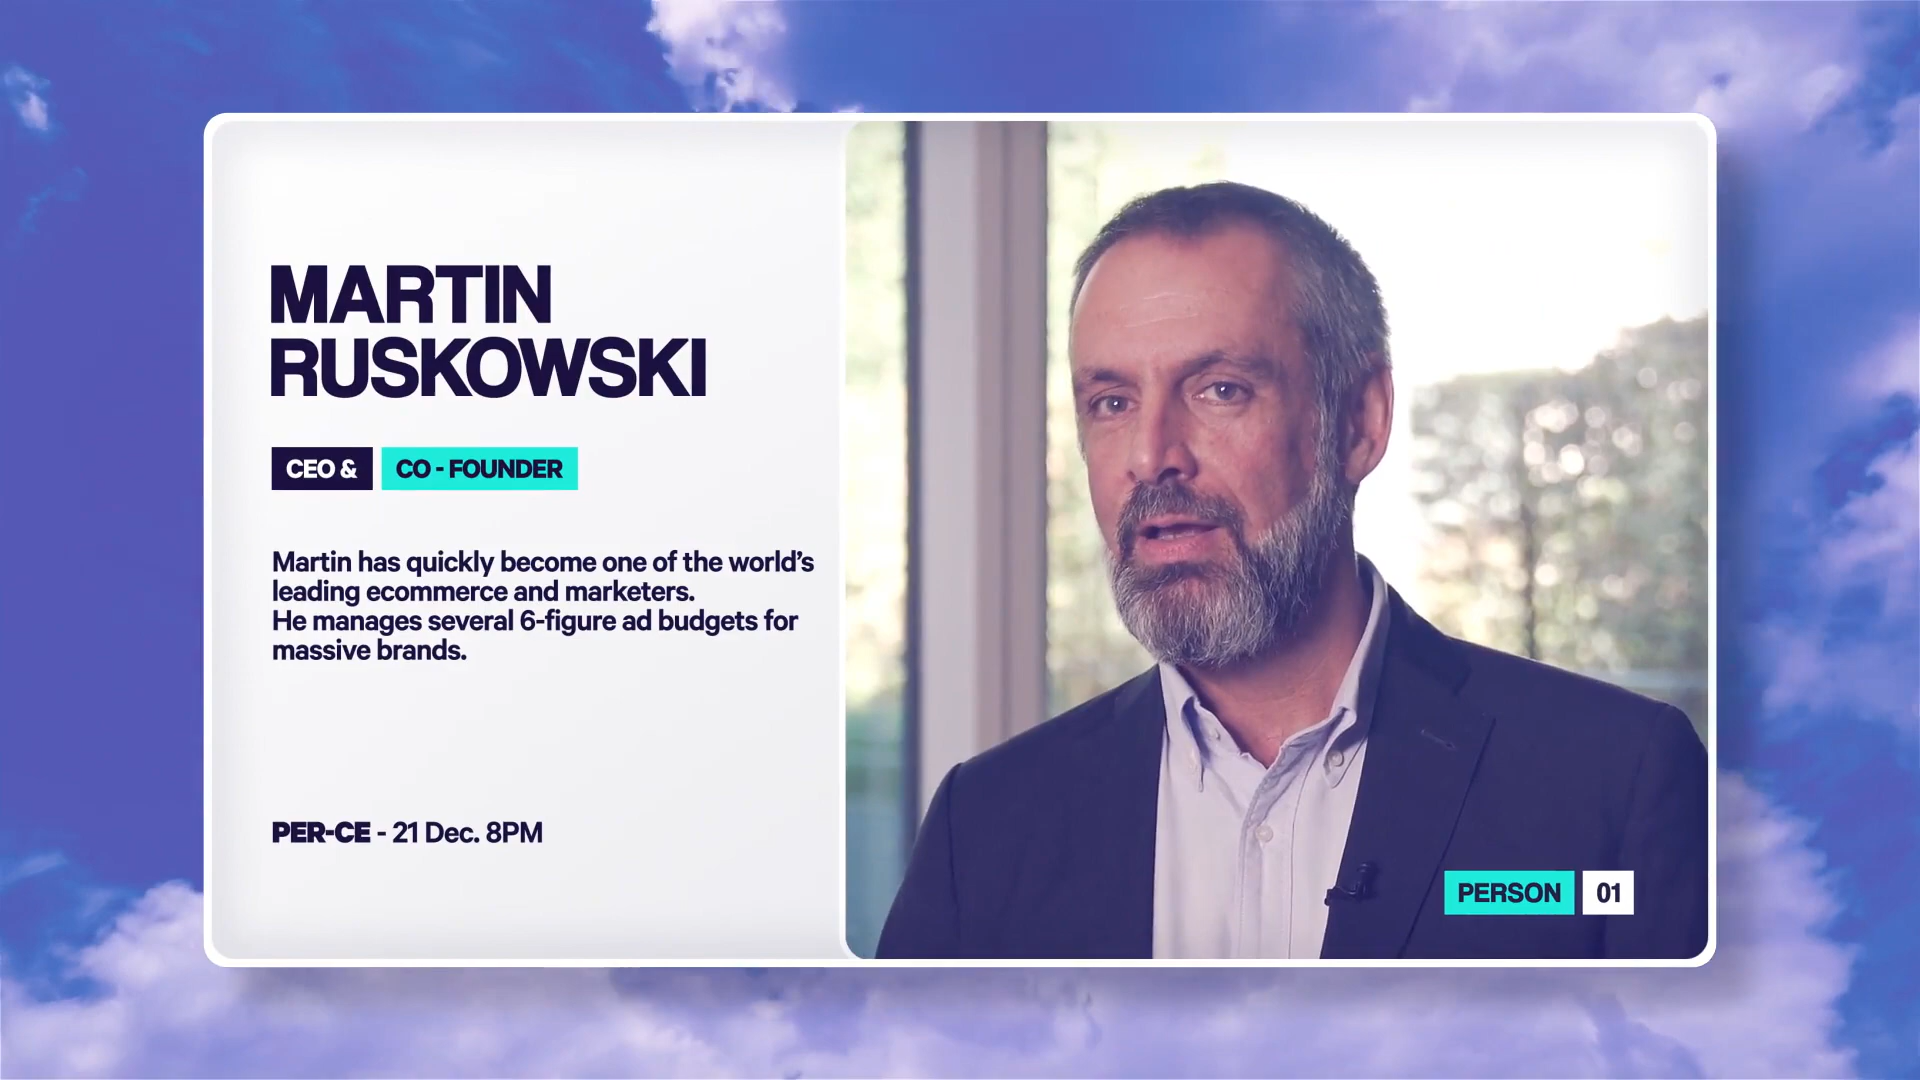 MARTIN
RUSKOWSKI
CEO & CO - FOUNDER
Martin has quickly become one of the world’s
leading ecommerce and marketers.
He manages several 6-figure ad budgets for
massive brands.
PER-CE - 21 Dec. 8PM
PERSON 01